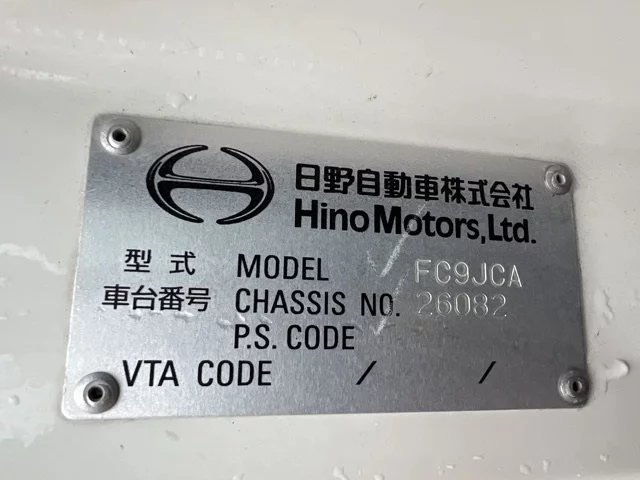 日野自動車株式会社
Hino Motors, Ltd.
型式 MODEL FC9JCA
車台番号 CHASSIS NO. 26082
P.S. CODE
VTA CODE / /